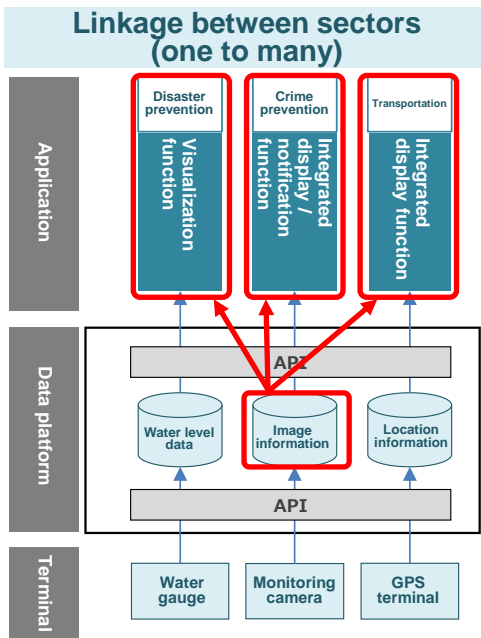 Linkage between sectors
(one to many)
Application
Disaster
prevention
Visualization
function
Crime
prevention
Integrated
display /
notification
function
Transportation
Integrated
display function
Data platform
API
Water level
data
Image
information
Location
information
API
Terminal
Water
gauge
Monitoring
camera
GPS
terminal